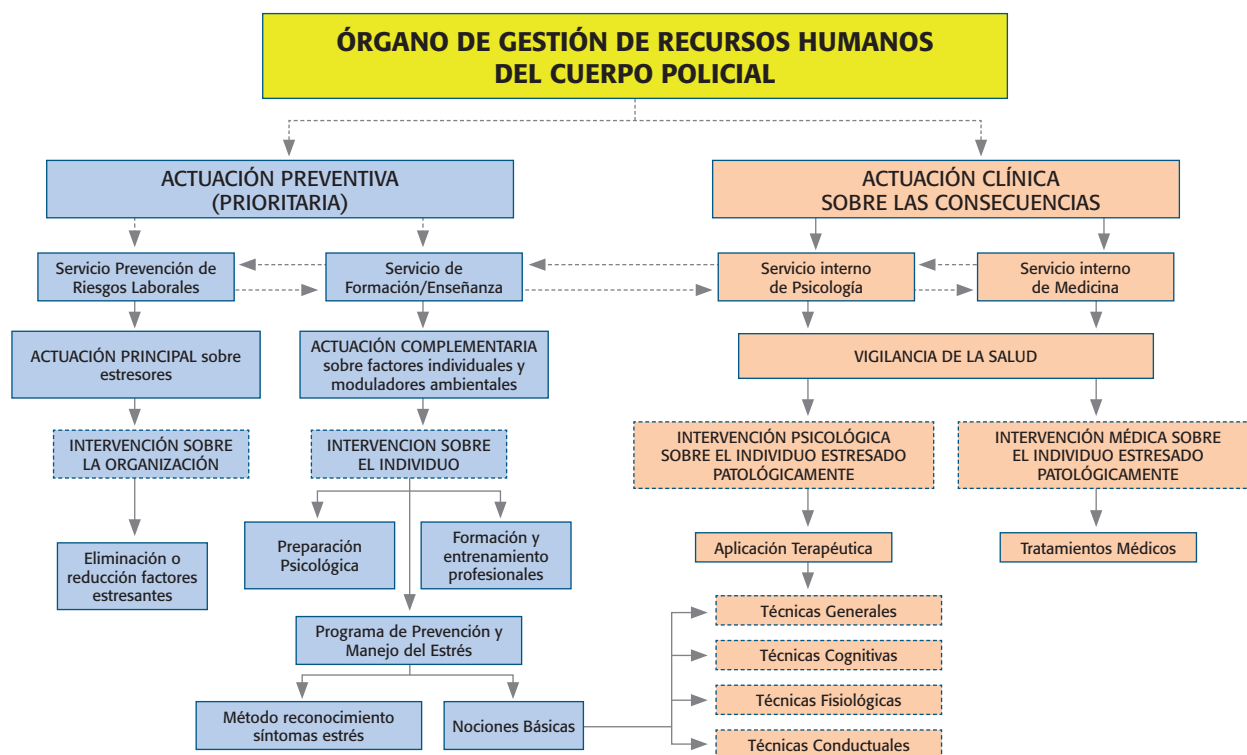 ÓRGANO DE GESTIÓN DE RECURSOS HUMANOS
DEL CUERPO POLICIAL
ACTUACIÓN PREVENTIVA
(PRIORITARIA)
ACTUACIÓN CLÍNICA
SOBRE LAS CONSECUENCIAS
Servicio Prevención de
Riesgos Laborales
Servicio de
Formación/Enseñanza
Servicio interno
de Psicología
Servicio interno
de Medicina
ACTUACIÓN PRINCIPAL sobre
estresores
ACTUACIÓN COMPLEMENTARIA
sobre factores individuales y
moduladores ambientales
VIGILANCIA DE LA SALUD
INTERVENCIÓN SOBRE
LA ORGANIZACIÓN
INTERVENCION SOBRE
EL INDIVIDUO
INTERVENCIÓN PSICOLÓGICA
SOBRE EL INDIVIDUO ESTRESADO
PATOLÓGICAMENTE
INTERVENCIÓN MÉDICA SOBRE
EL INDIVIDUO ESTRESADO
PATOLÓGICAMENTE
Eliminación o
reducción factores
estresantes
Preparación
Psicológica
Formación y
entrenamiento
profesionales
Aplicación Terapéutica
Tratamientos Médicos
Programa de Prevención y
Manejo del Estrés
Método reconocimiento
síntomas estrés
Nociones Básicas
Técnicas Generales
Técnicas Cognitivas
Técnicas Fisiológicas
Técnicas Conductuales